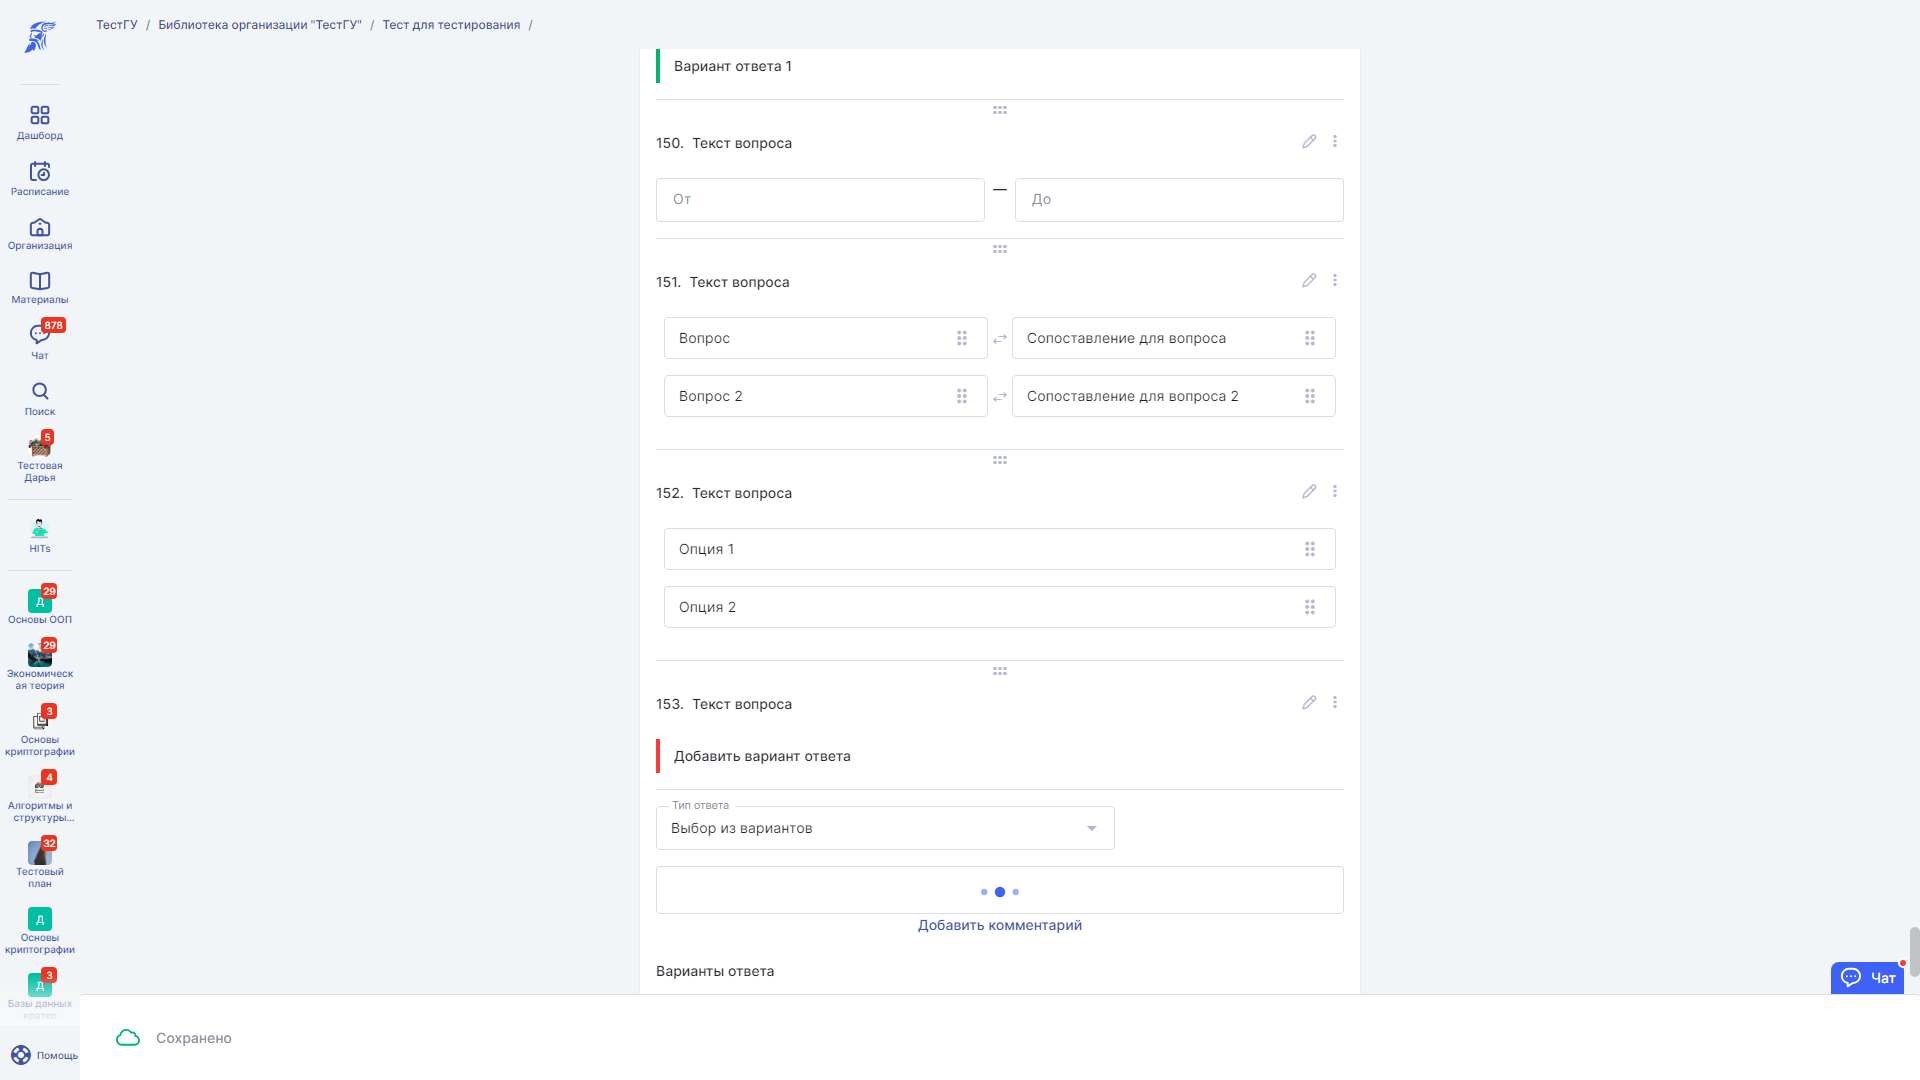 ТестГУ / Библиотека организации "ТестГУ" / Тест для тестирования /
Дашборд
Расписание
Организация
Материалы
878
Чат
Поиск
5
Тестовая
Дарья
HITs
29
Д
Основы ООП
29
Экономическ
ая теория
3
Основы
криптографии
4
Алгоритмы и
структуры...
32
Тестовый
план
Д
Основы
криптографии
3
Д
Базы данных
кратко
Помощь
Вариант ответа 1
150. Текст вопроса
От — До
151. Текст вопроса
Вопрос Сопоставление для вопроса
Вопрос 2 Сопоставление для вопроса 2
152. Текст вопроса
Опция 1
Опция 2
153. Текст вопроса
Добавить вариант ответа
Тип ответа
Выбор из вариантов
Добавить комментарий
Варианты ответа
Чат
Сохранено